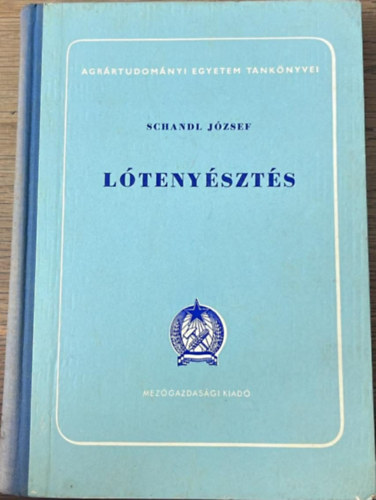 AGRÁRTUDOMÁNYI EGYETEM TANKÖNYVEI
SCHANDL JÓZSEF
LÓTENYÉSZTÉS
MEZŐGAZDASÁGI KIADÓ